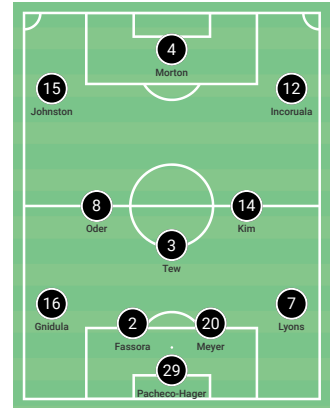 4
Morton
15
12
Johnston
Incoruala
8
14
Oder
Kim
3
Tew
16
7
Gnidula
Lyons
2
20
Fassora
Meyer
29
Pacheco-Hager